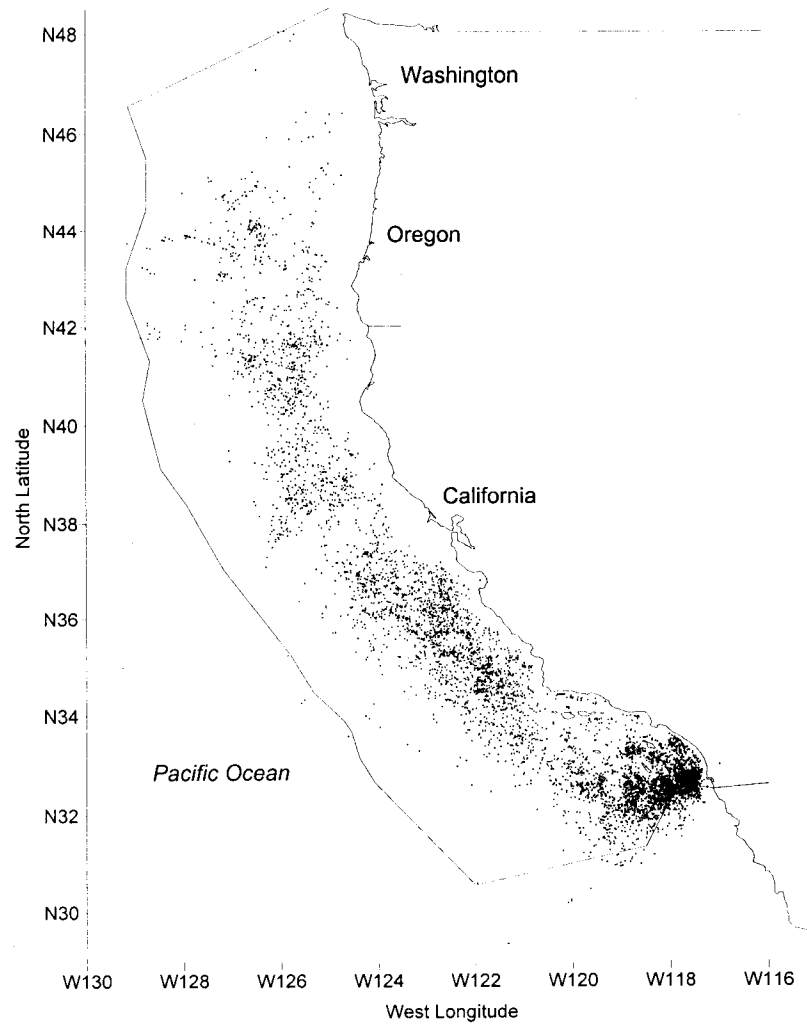 N48
Washington
N46
N44
Oregon
N42
N40
North Latitude
California
N38
N36
N34
Pacific Ocean
N32
N30
W130 W128 W126 W124 W122 W120 W118 W116
West Longitude